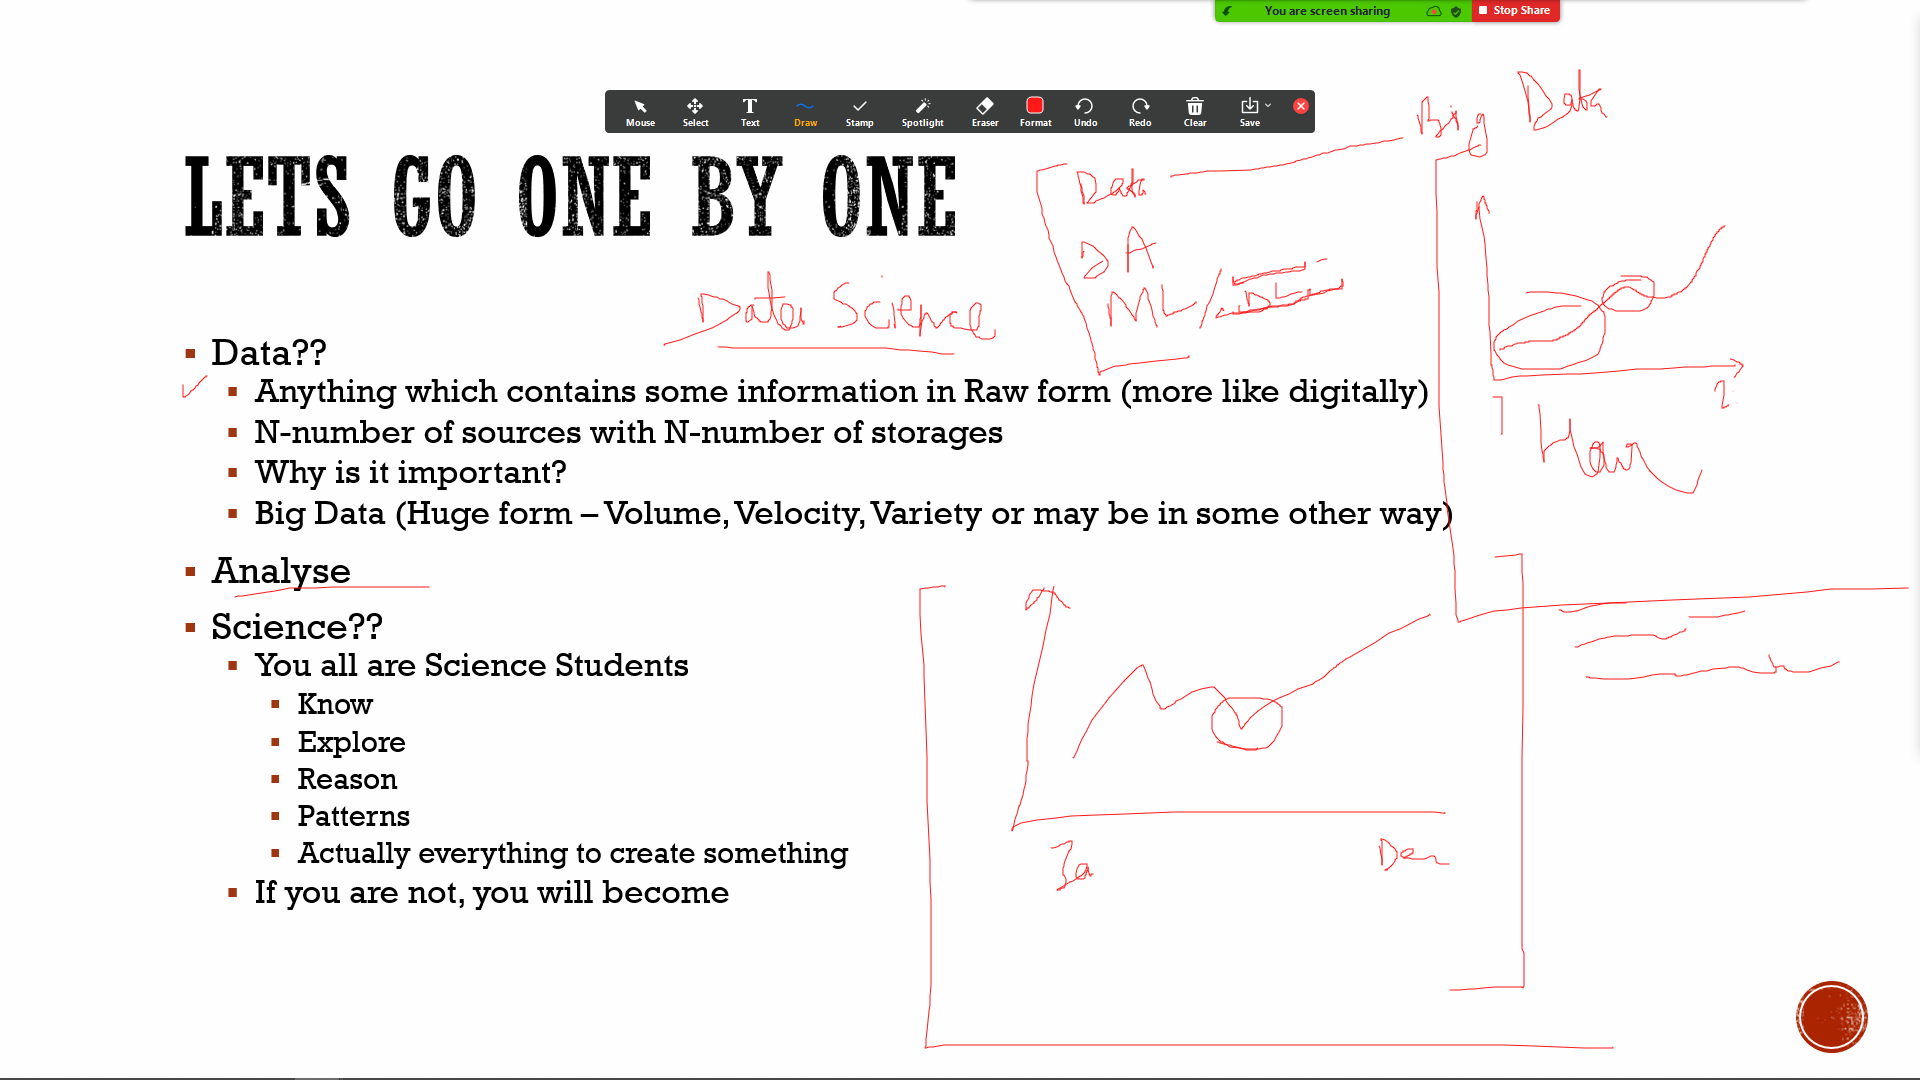 You are screen sharing Stop Share
Mouse Select Text Draw Stamp Spotlight Eraser Format Undo Redo Clear Save
Big Data
LETS GO ONE BY ONE
Data
DA
ML/DL
Data Science
Data??
Anything which contains some information in Raw form (more like digitally)
N-number of sources with N-number of storages
Why is it important?
Big Data (Huge form – Volume, Velocity, Variety or may be in some other way)
Analyse
Science??
You all are Science Students
Know
Explore
Reason
Patterns
Actually everything to create something
If you are not, you will become
Ja